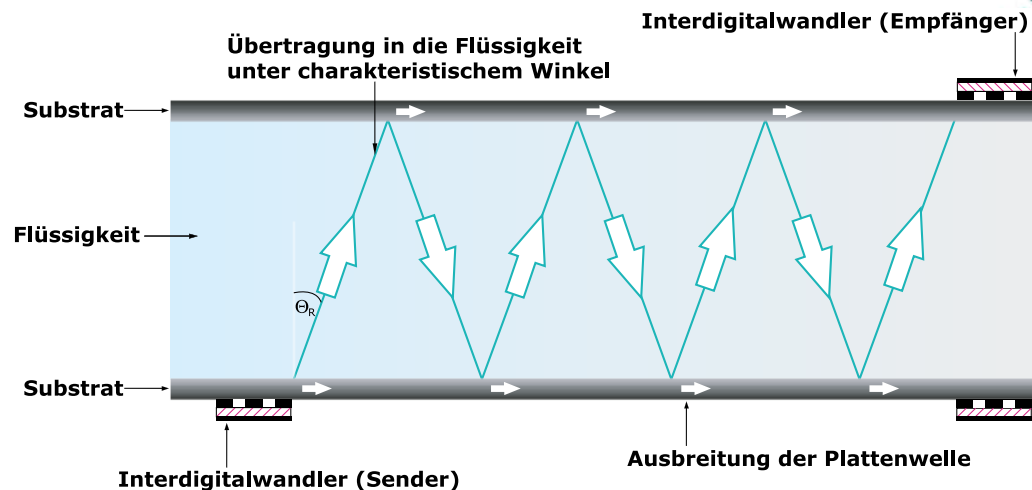 Interdigitalwandler (Empfänger)
Übertragung in die Flüssigkeit
unter charakteristischem Winkel
Substrat
Flüssigkeit
ΘR
Substrat
Ausbreitung der Plattenwelle
Interdigitalwandler (Sender)